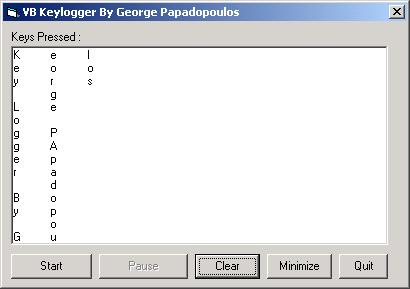 VB Keylogger By George Papadopoulos
Keys Pressed :
K
e
y
L
o
g
g
e
r
B
y
G
e
o
r
g
e
P
A
p
a
d
o
p
o
u
l
o
s
Start Pause Clear Minimize Quit